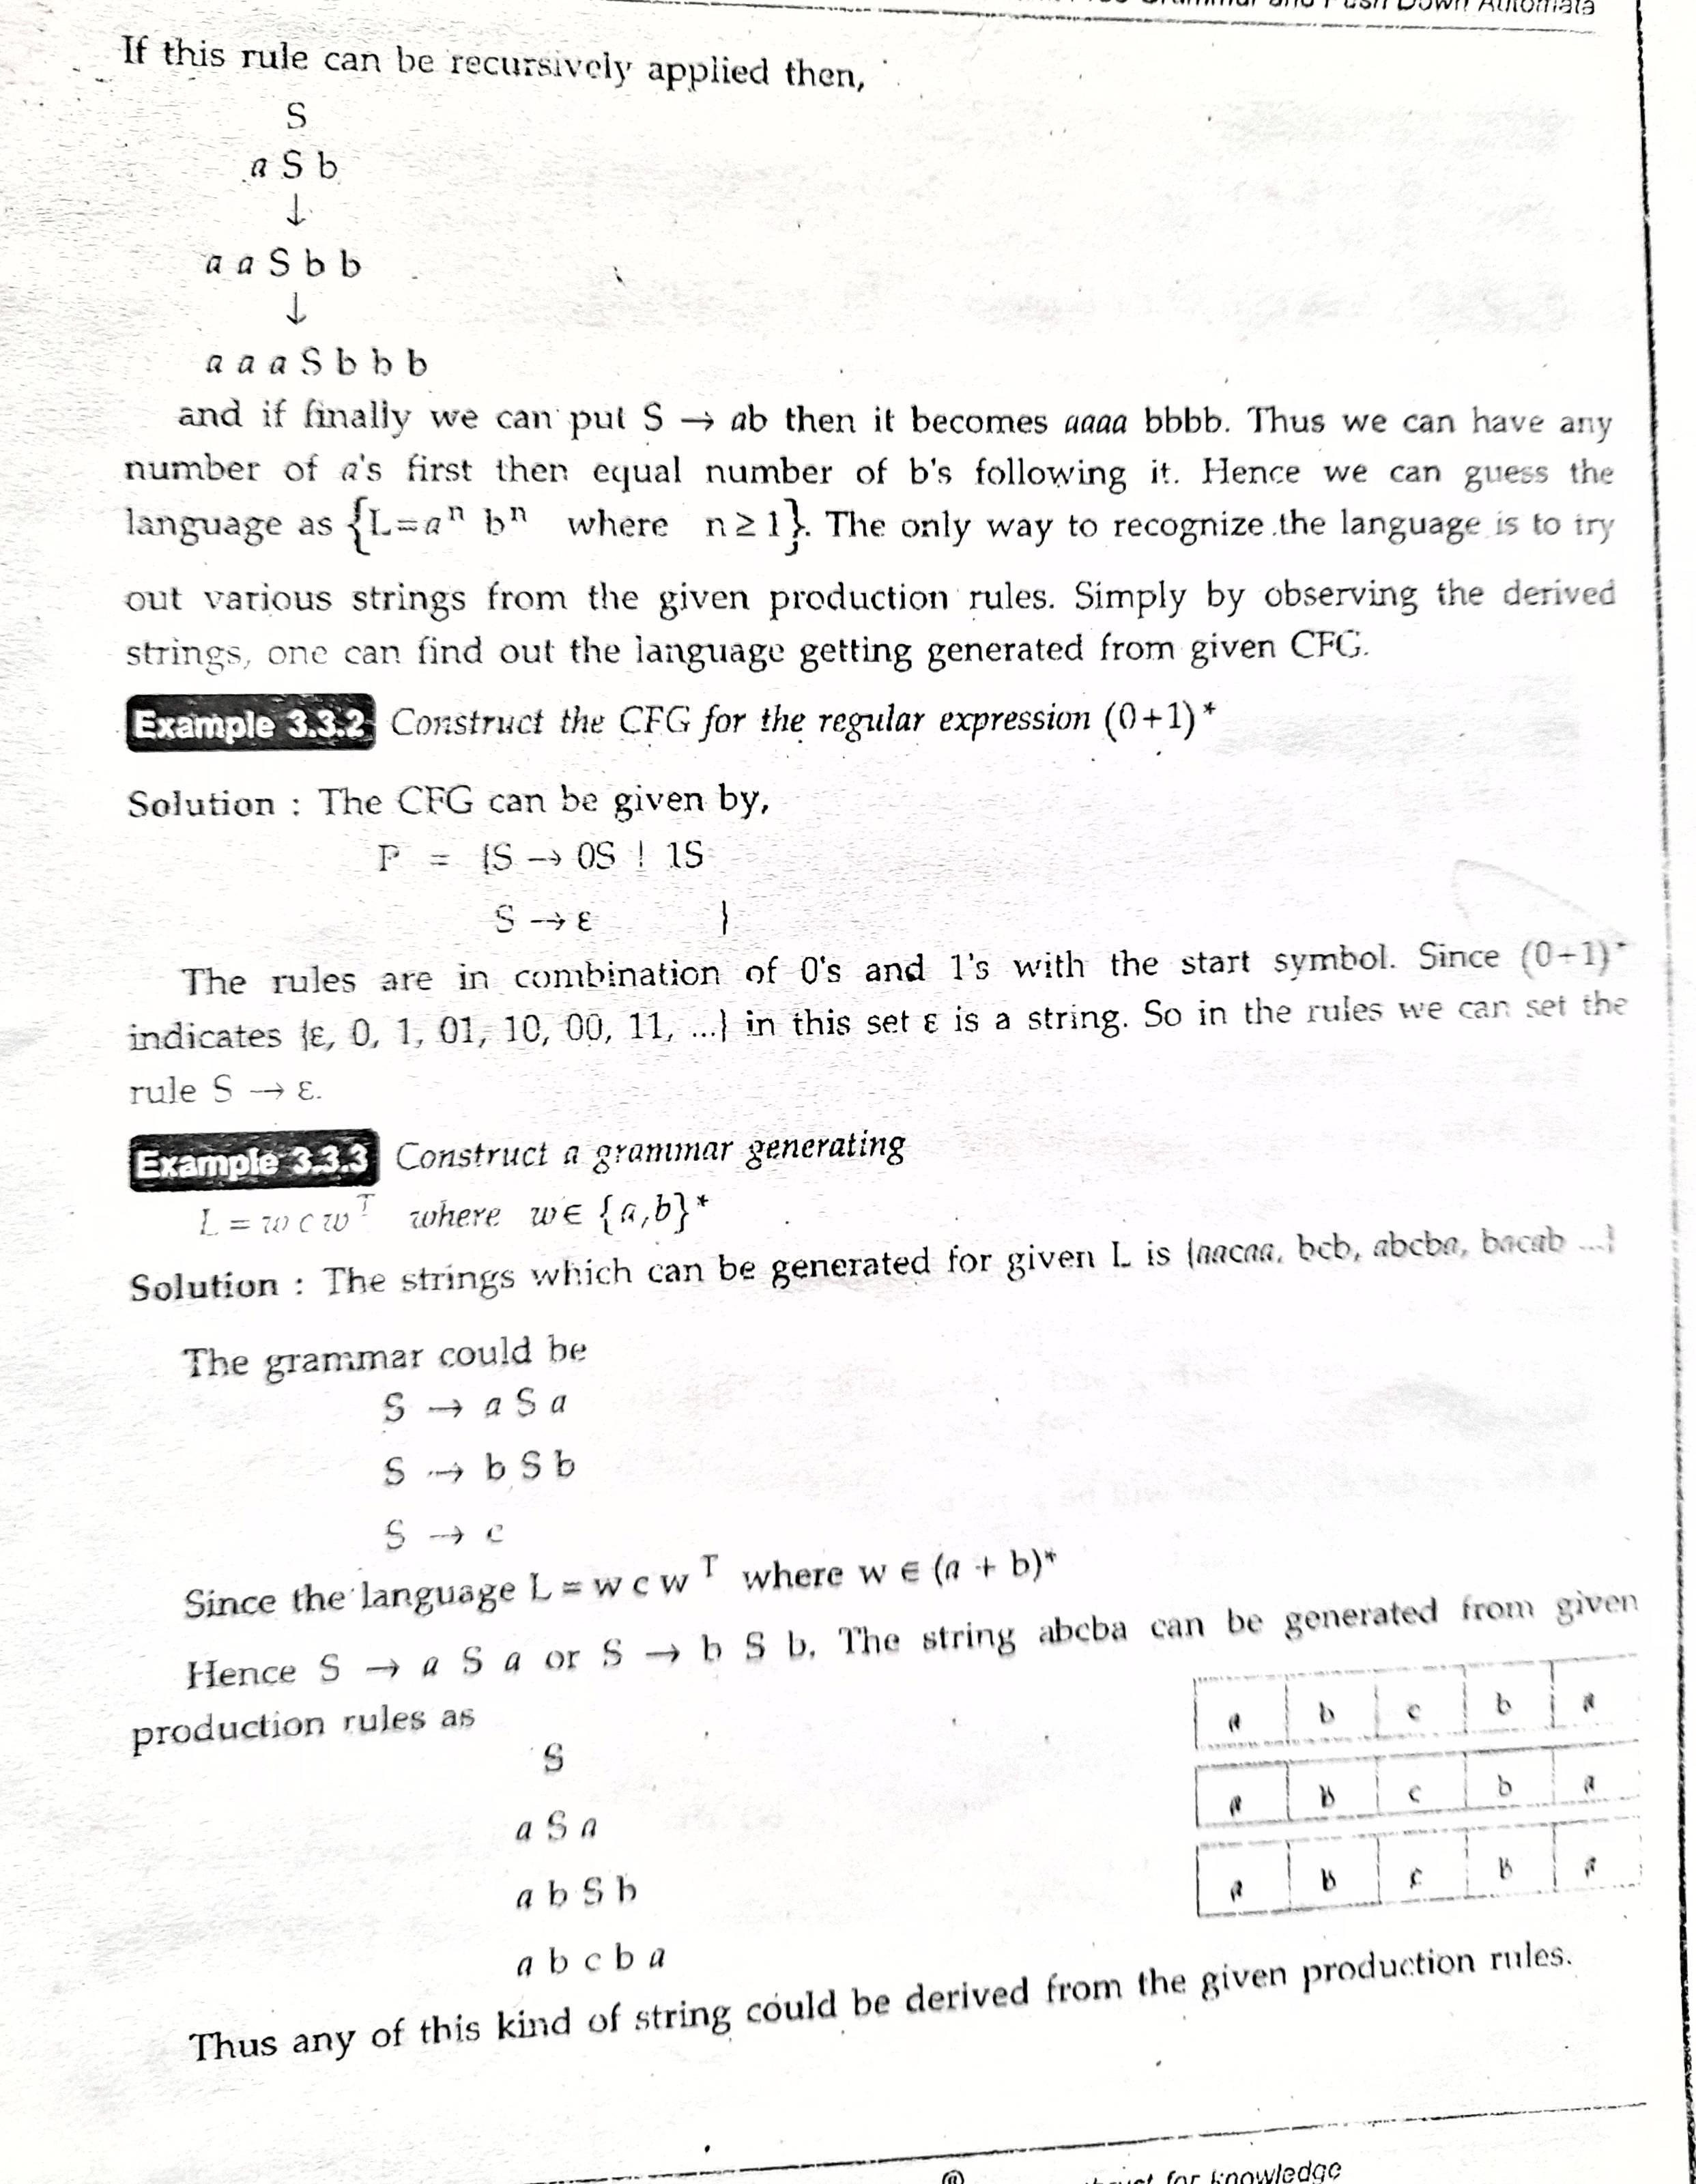 and Push Down Automata
If this rule can be recursively applied then,
S
a S b
↓
a a S b b
↓
a a a S b b b
and if finally we can put S → ab then it becomes aaaa bbbb. Thus we can have any
number of a's first then equal number of b's following it. Hence we can guess the
language as {L=aⁿ bⁿ where n ≥ 1}. The only way to recognize the language is to try
out various strings from the given production rules. Simply by observing the derived
strings, one can find out the language getting generated from given CFG.
Example 3.3.2 Construct the CFG for the regular expression (0+1)*
Solution : The CFG can be given by,
P = {S → 0S | 1S
S → ε }
The rules are in combination of 0's and 1's with the start symbol. Since (0+1)*
indicates {ε, 0, 1, 01, 10, 00, 11, ...} in this set ε is a string. So in the rules we can set the
rule S → ε.
Example 3.3.3 Construct a grammar generating
L = w c wᵀ where w∈ {a,b}*
Solution : The strings which can be generated for given L is {aacaa, bcb, abcba, bacab ...}
The grammar could be
S → a S a
S → b S b
S → c
Since the language L = w c w ᵀ where w ∈ (a + b)*
Hence S → a S a or S → b S b. The string abcba can be generated from given
production rules as
a b c b a
a b c b a
a b c b a
S
a S a
a b S b
a b c b a
Thus any of this kind of string could be derived from the given production rules.
for knowledge